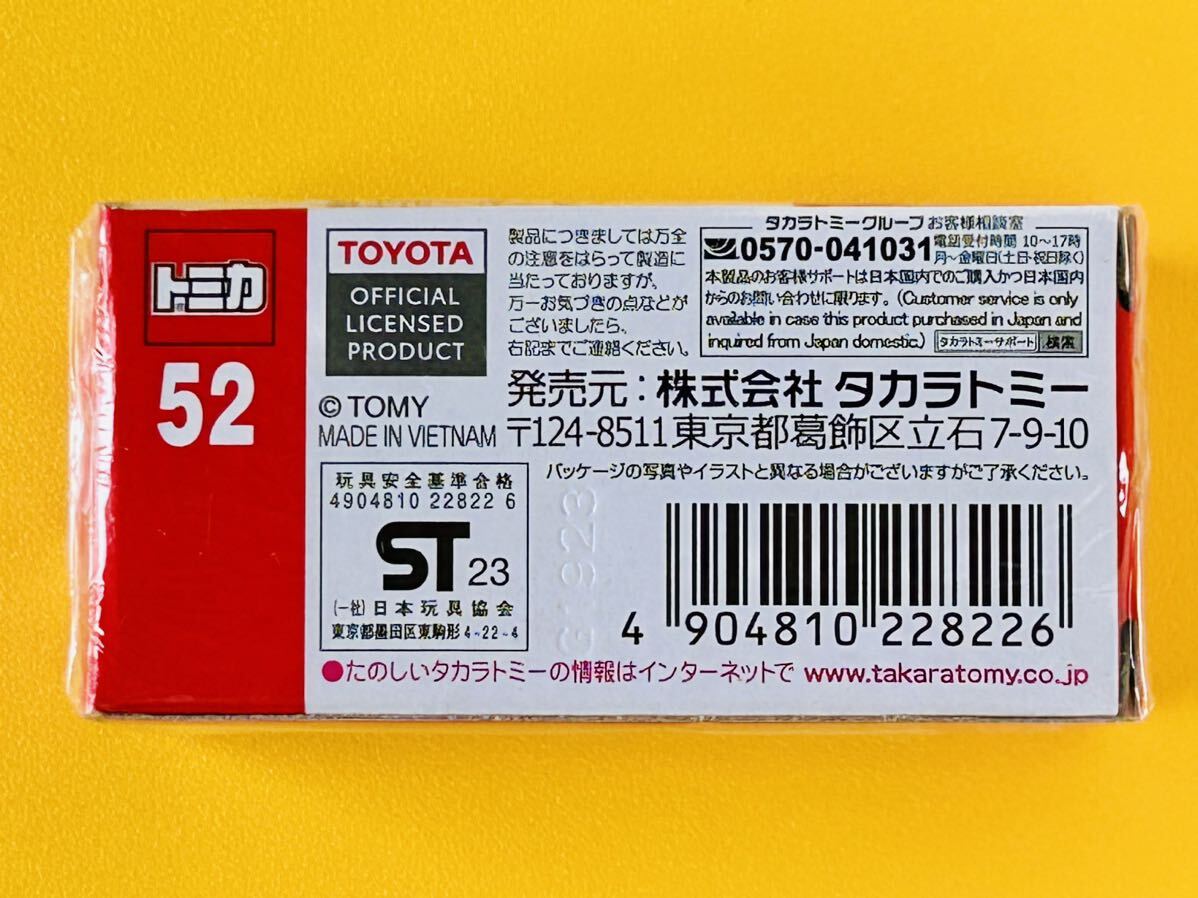 トミカ
52
TOYOTA
OFFICIAL
LICENSED
PRODUCT
© TOMY
MADE IN VIETNAM
製品につきましては万全
の注意をはらって製造に
当たっておりますが、
万一お気づきの点などが
ございましたら、
右記までご連絡ください。
タカラトミーグループ お客様相談室
0570-041031 電話受付時間 10〜17時
月〜金曜日(土日・祝日除く)
本製品のお客様サポートは日本国内でのご購入かつ日本国内
からのお問い合わせに限ります。(Customer service is only
available in case this product purchased in Japan and
inquired from Japan domestic.) タカラトミーサポート 検索
発売元:株式会社 タカラトミー
〒124-8511 東京都葛飾区立石7-9-10
パッケージの写真やイラストと異なる場合がございますがご了承ください。
玩具安全基準合格
4904810 22822 6
ST 23
(一社)日本玩具協会
東京都墨田区東駒形4-22-4
4 904810 228226
●たのしいタカラトミーの情報はインターネットで www.takaratomy.co.jp